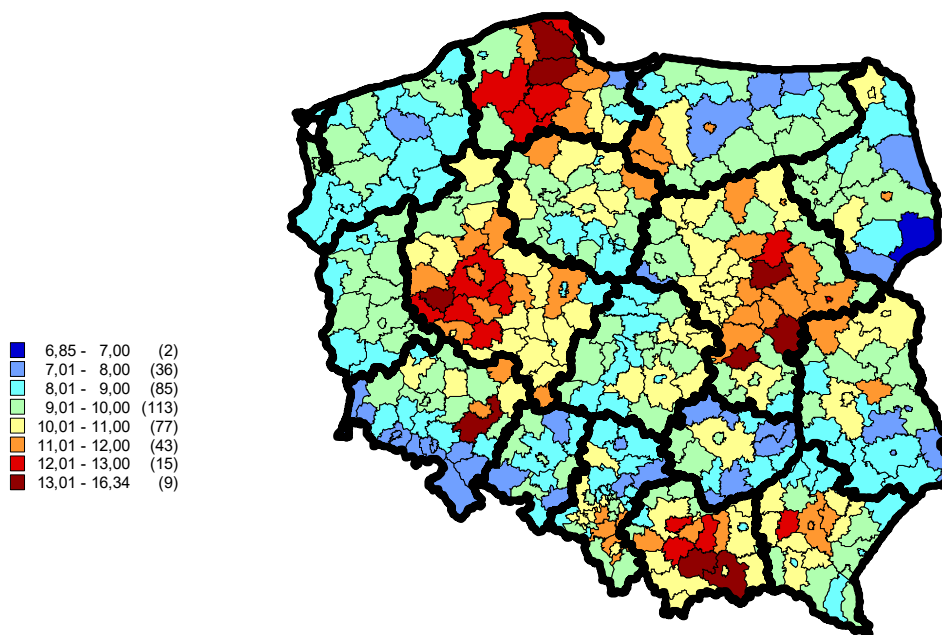 6,85 - 7,00 (2)
7,01 - 8,00 (36)
8,01 - 9,00 (85)
9,01 - 10,00 (113)
10,01 - 11,00 (77)
11,01 - 12,00 (43)
12,01 - 13,00 (15)
13,01 - 16,34 (9)